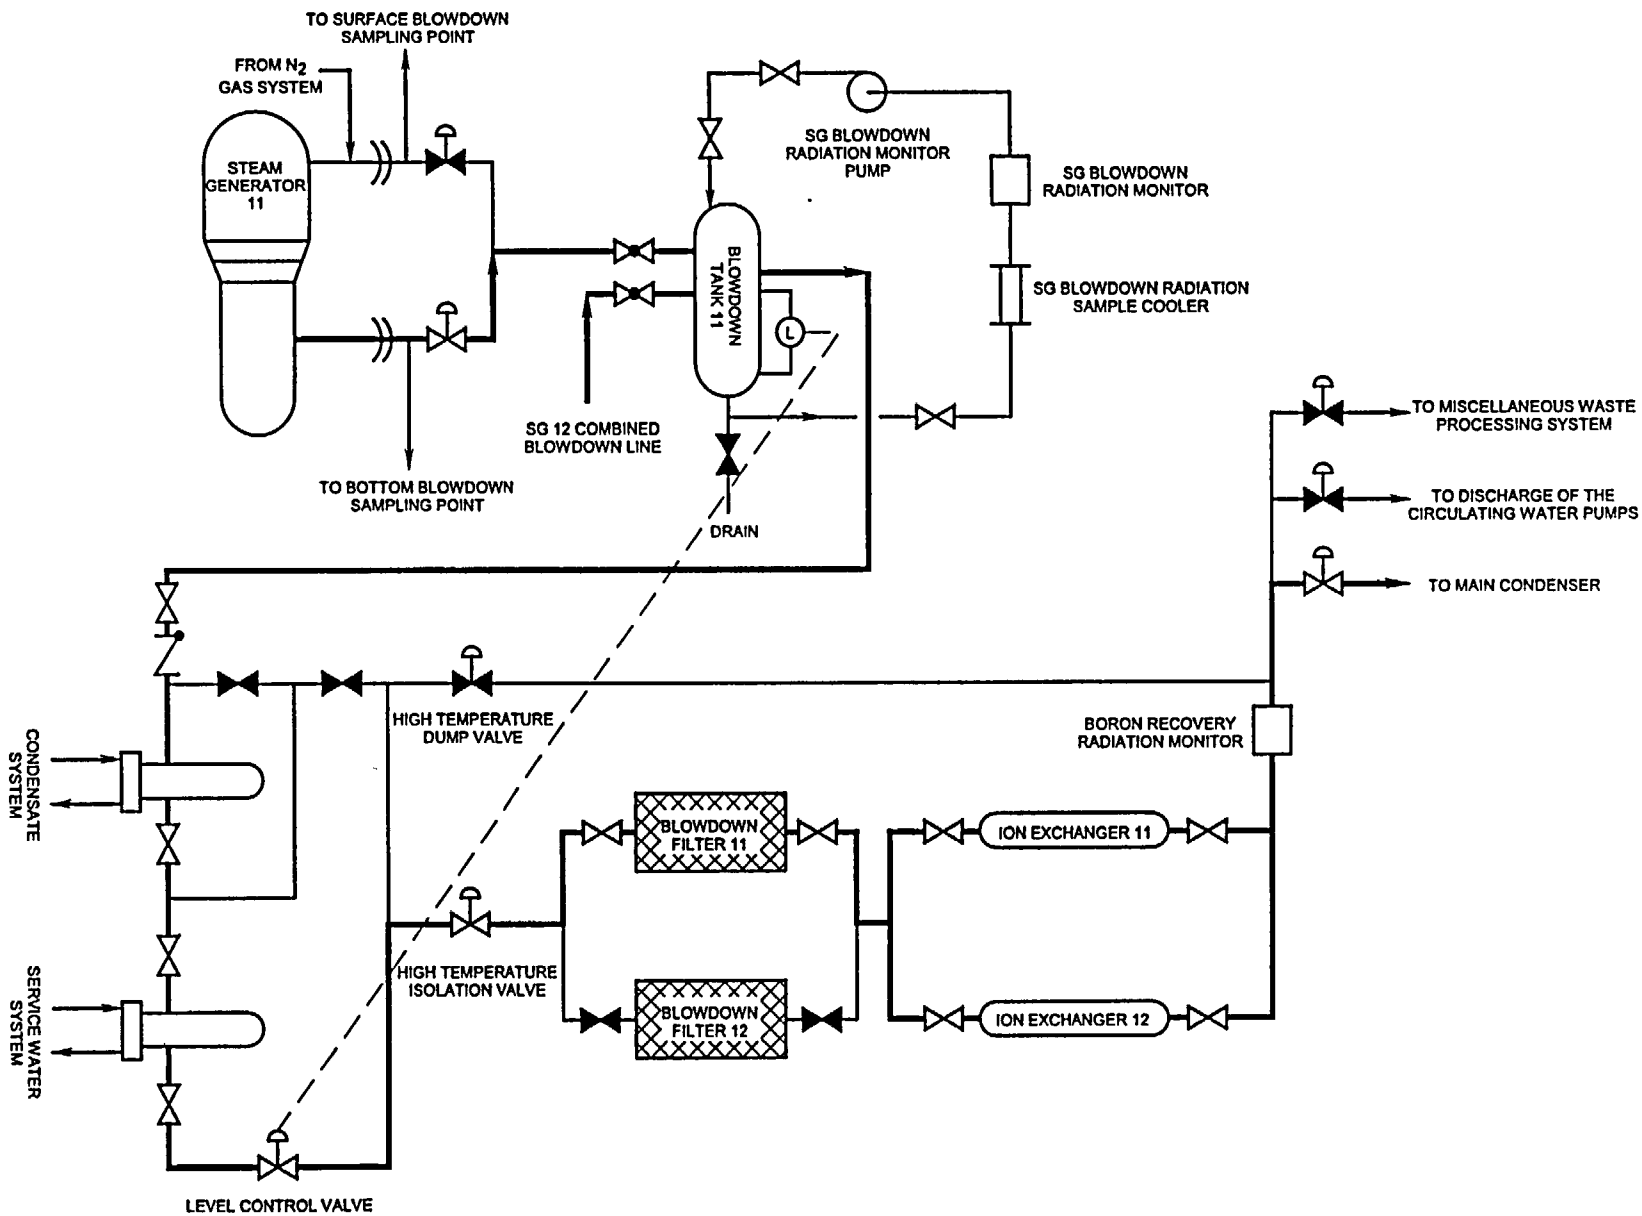 TO SURFACE BLOWDOWN
SAMPLING POINT
FROM N2
GAS SYSTEM
STEAM
GENERATOR
11
SG BLOWDOWN
RADIATION MONITOR
PUMP
SG BLOWDOWN
RADIATION MONITOR
BLOWDOWN
TANK 11
L
SG BLOWDOWN RADIATION
SAMPLE COOLER
SG 12 COMBINED
BLOWDOWN LINE
TO BOTTOM BLOWDOWN
SAMPLING POINT
DRAIN
TO MISCELLANEOUS WASTE
PROCESSING SYSTEM
TO DISCHARGE OF THE
CIRCULATING WATER PUMPS
TO MAIN CONDENSER
HIGH TEMPERATURE
DUMP VALVE
BORON RECOVERY
RADIATION MONITOR
CONDENSATE
SYSTEM
BLOWDOWN
FILTER 11
ION EXCHANGER 11
HIGH TEMPERATURE
ISOLATION VALVE
SERVICE WATER
SYSTEM
BLOWDOWN
FILTER 12
ION EXCHANGER 12
LEVEL CONTROL VALVE